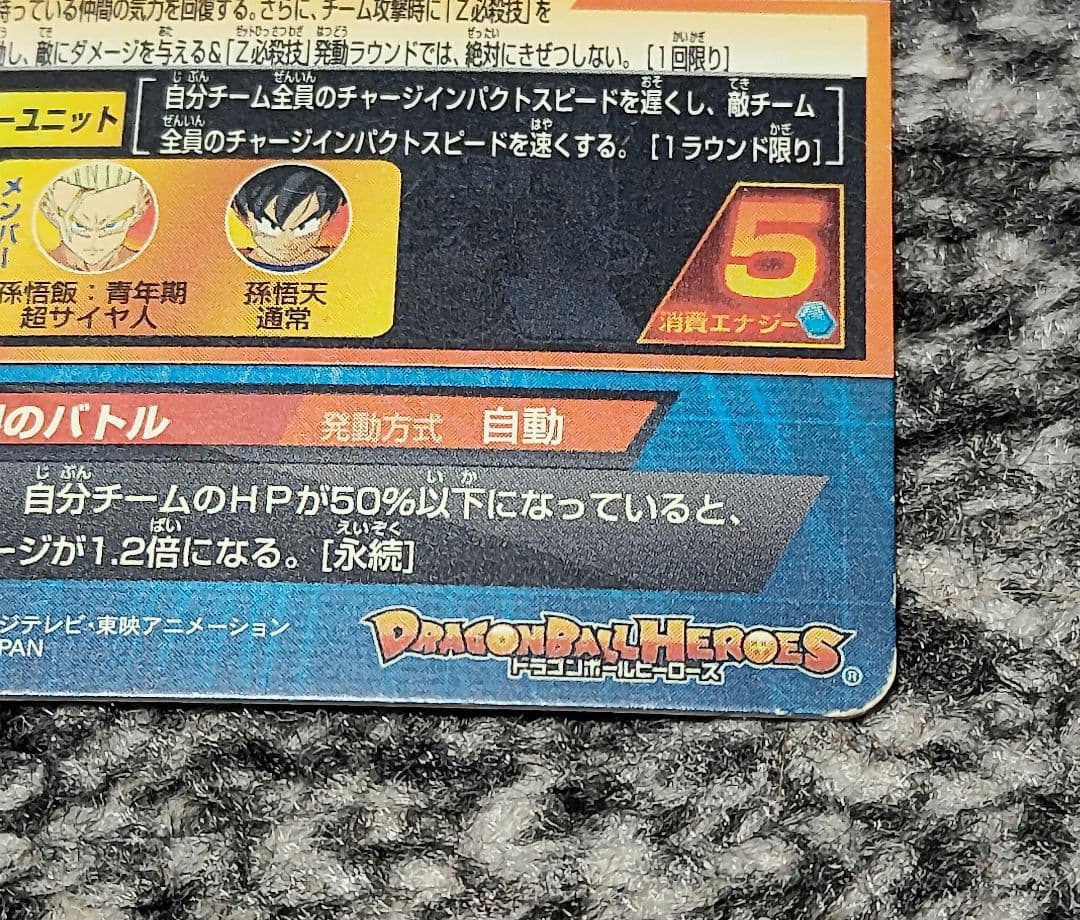 持っている仲間の気力を回復する。さらに、チーム攻撃時に「Z必殺技」を
し、敵にダメージを与える&「Z必殺技」発動ラウンドでは、絶対にきぜつしない。[1回限り]
ーユニット
自分チーム全員のチャージインパクトスピードを遅くし、敵チーム
全員のチャージインパクトスピードを速くする。[1ラウンド限り]
メンバー
孫悟飯:青年期
超サイヤ人
孫悟天
通常
5
消費エナジー
のバトル
発動方式 自動
自分チームのHPが50%以下になっていると、
ージが1.2倍になる。[永続]
ジテレビ・東映アニメーション
PAN
DRAGONBALL HEROES
ドラゴンボールヒーローズ
®